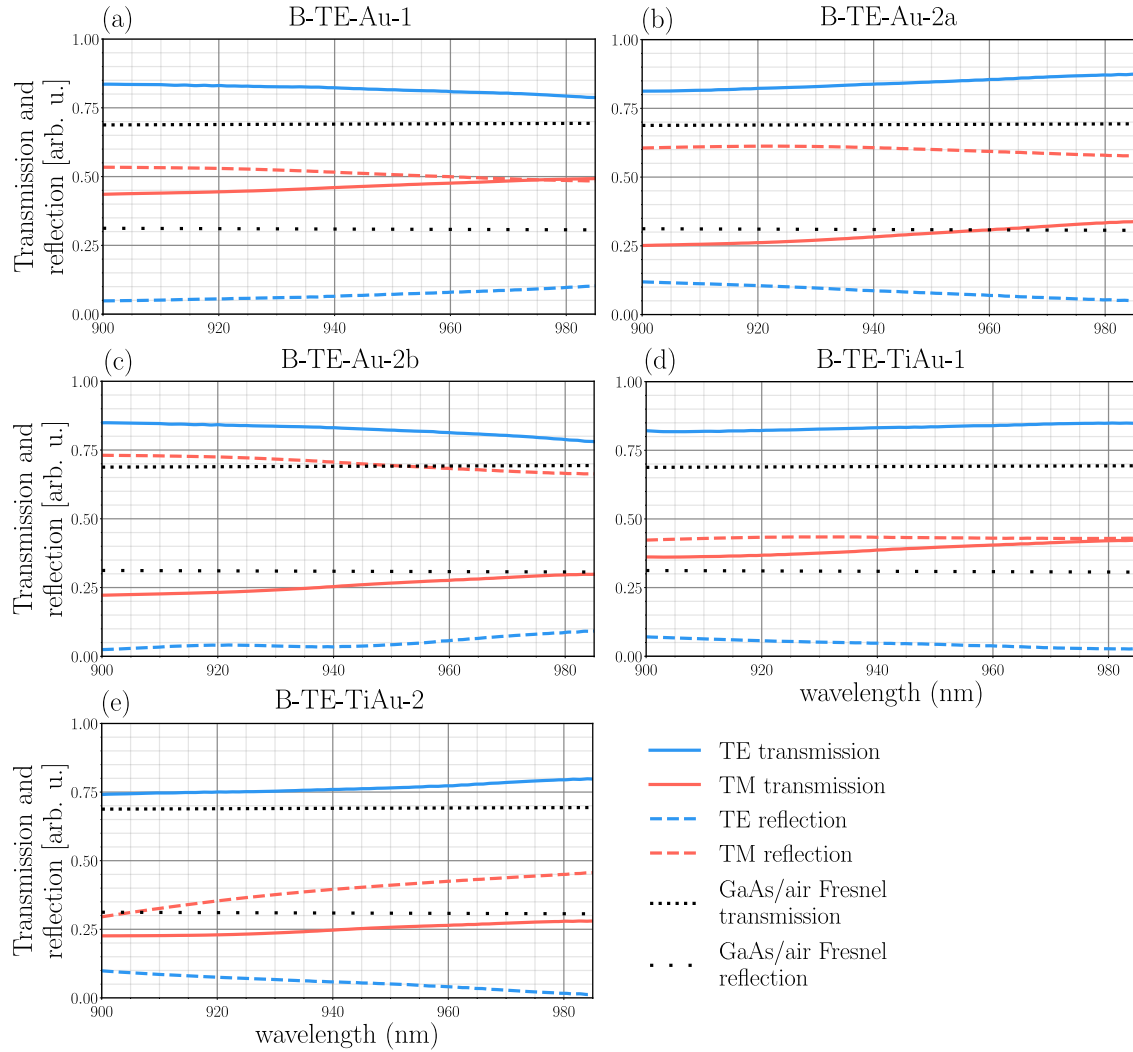 (a) B-TE-Au-1
Transmission and
reflection [arb. u.]
1.00
0.75
0.50
0.25
0.00
900 920 940 960 980
(b) B-TE-Au-2a
1.00
0.75
0.50
0.25
0.00
900 920 940 960 980
(c) B-TE-Au-2b
Transmission and
reflection [arb. u.]
1.00
0.75
0.50
0.25
0.00
900 920 940 960 980
(d) B-TE-TiAu-1
1.00
0.75
0.50
0.25
0.00
900 920 940 960 980
wavelength (nm)
(e) B-TE-TiAu-2
Transmission and
reflection [arb. u.]
1.00
0.75
0.50
0.25
0.00
900 920 940 960 980
wavelength (nm)
TE transmission
TM transmission
TE reflection
TM reflection
GaAs/air Fresnel
transmission
GaAs/air Fresnel
reflection